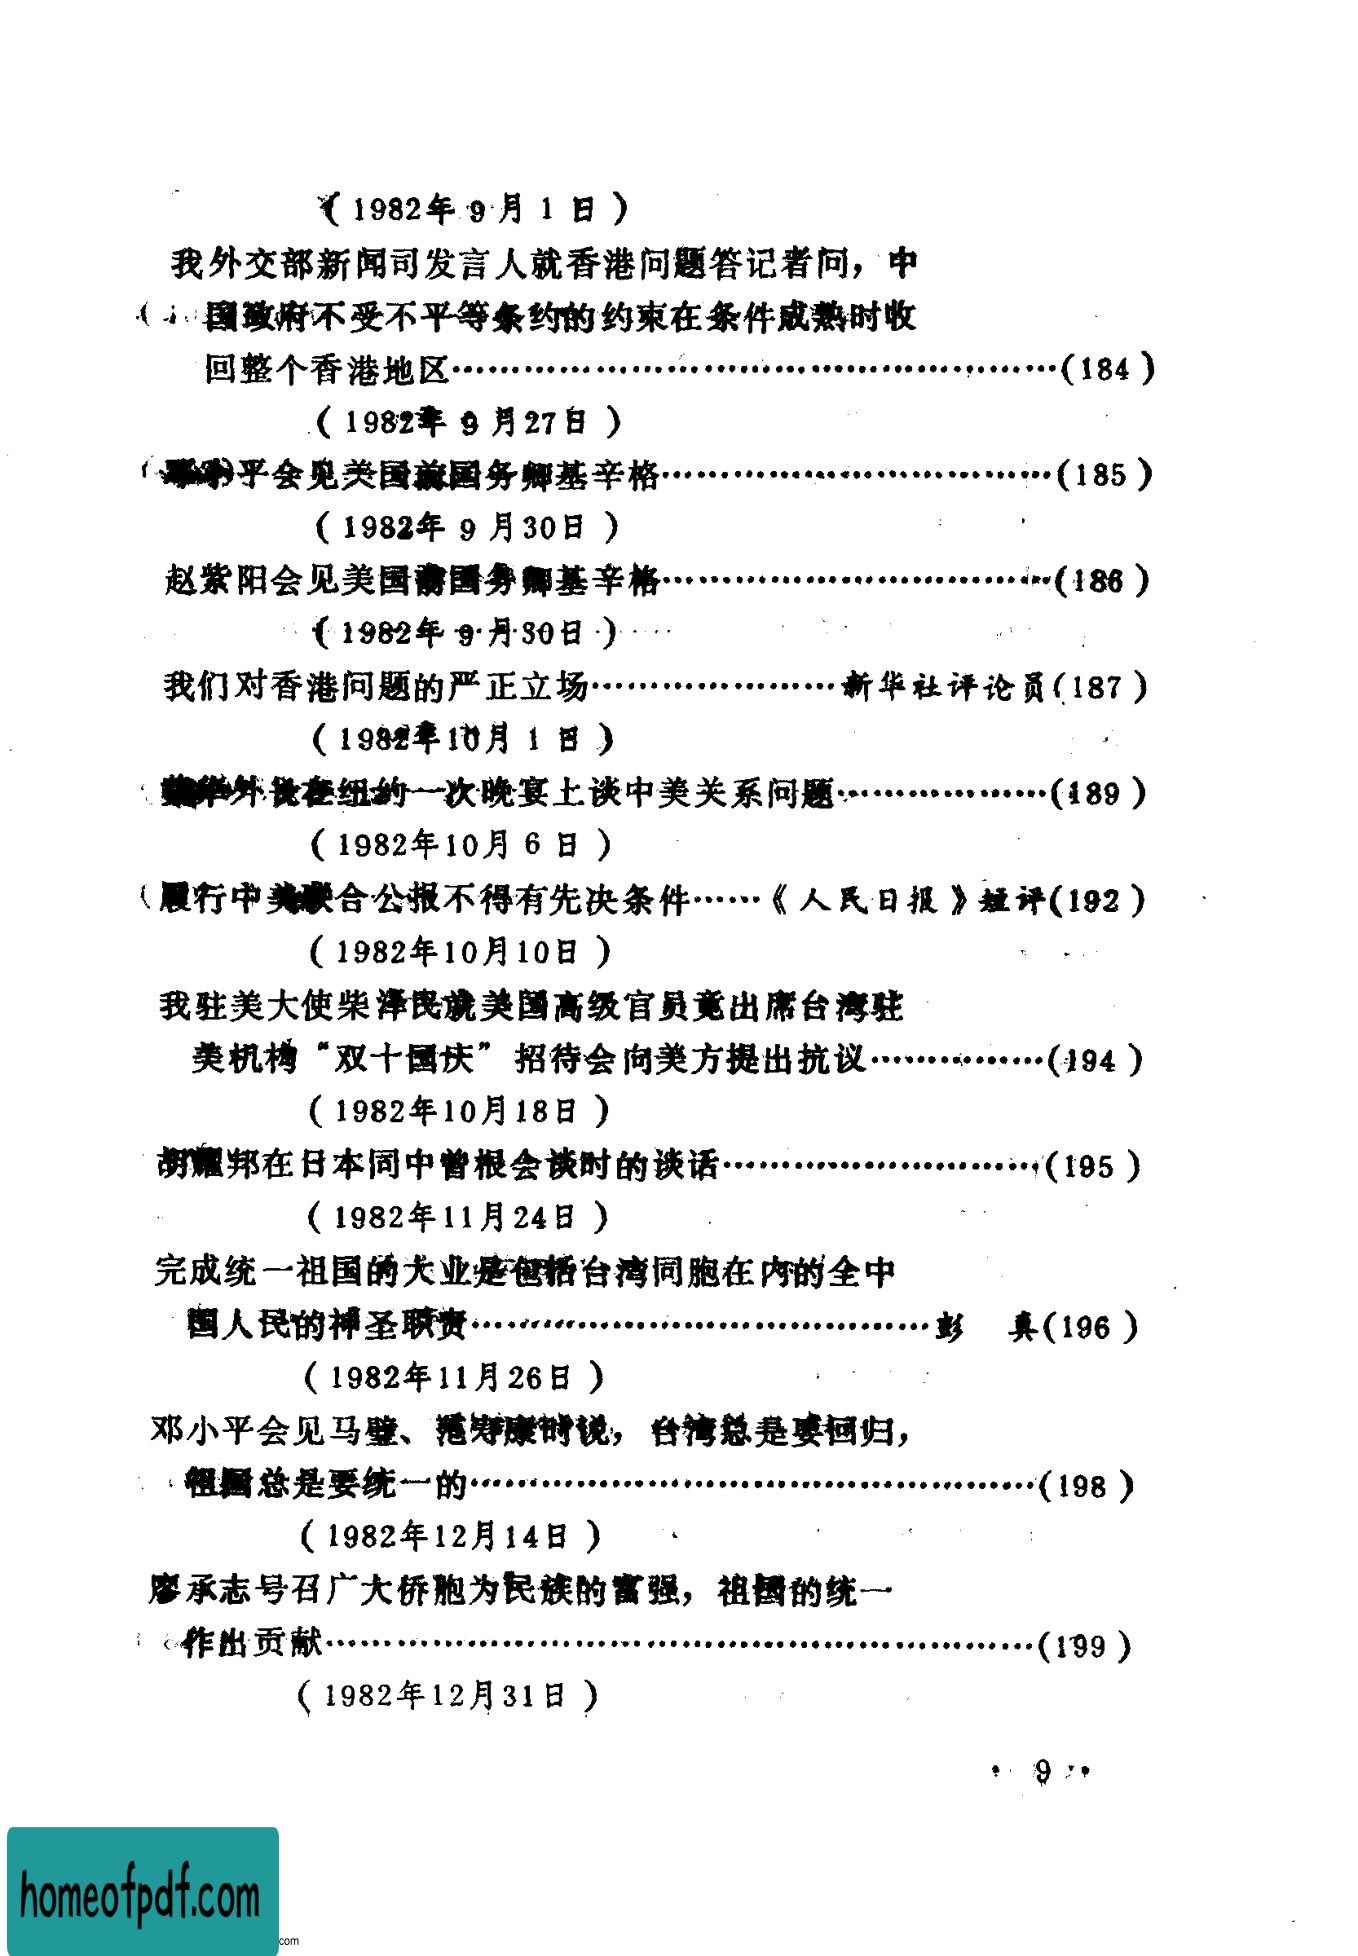 （1982年9月1日）
我外交部新闻司发言人就香港问题答记者问，中
国政府不受不平等条约的约束在条件成熟时收
回整个香港地区……………………………………………(184)
（1982年9月27日）
邓小平会见美国前国务卿基辛格……………………………(185)
（1982年9月30日）
赵紫阳会见美国前国务卿基辛格……………………………(186)
（1982年9月30日）
我们对香港问题的严正立场…………………新华社评论员(187)
（1982年10月1日）
黄华外长在纽约一次晚宴上谈中美关系问题………………(189)
（1982年10月6日）
履行中美联合公报不得有先决条件……《人民日报》短评(192)
（1982年10月10日）
我驻美大使柴泽民就美国高级官员竟出席台湾驻
美机构“双十国庆”招待会向美方提出抗议……………(194)
（1982年10月18日）
胡耀邦在日本同中曾根会谈时的谈话………………………(195)
（1982年11月24日）
完成统一祖国的大业是包括台湾同胞在内的全中
国人民的神圣职责…………………………………彭　真(196)
（1982年11月26日）
邓小平会见马璧、范寿康时说，台湾总是要回归，
祖国总是要统一的…………………………………………(198)
（1982年12月14日）
廖承志号召广大侨胞为民族的富强，祖国的统一
作出贡献……………………………………………………(199)
（1982年12月31日）
• 9 •
homeofpdf.com
com